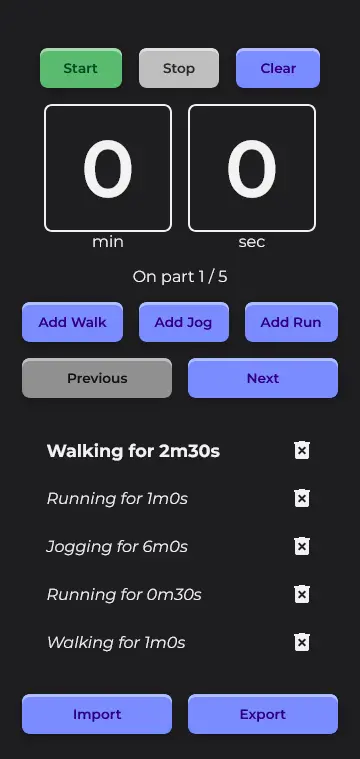 Start Stop Clear
0 0
min sec
On part 1 / 5
Add Walk Add Jog Add Run
Previous Next
Walking for 2m30s
Running for 1m0s
Jogging for 6m0s
Running for 0m30s
Walking for 1m0s
Import Export